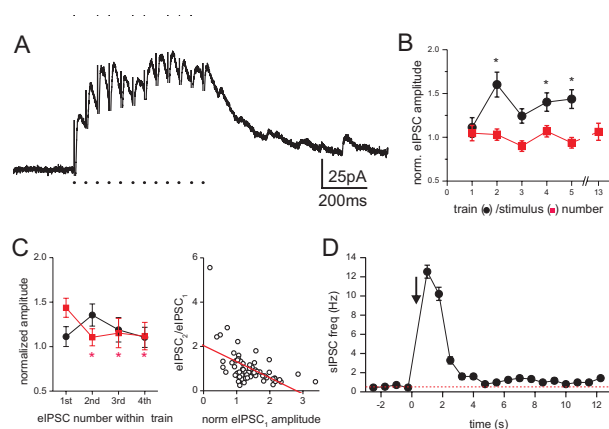 A
25pA
200ms
B
norm. eIPSC amplitude
2.0
1.5
1.0
0.5
0 1 2 3 4 5 13
* * *
train (●) /stimulus (■) number
C
normalized amplitude
2.0
1.5
1.0
0.5
1st 2nd 3rd 4th
* * *
eIPSC number within train
eIPSC₂/eIPSC₁
6
4
2
0
0 1 2 3
norm eIPSC₁ amplitude
D
sIPSC freq (Hz)
14
12
10
8
6
4
2
0
-2 0 2 4 6 8 10 12
time (s)